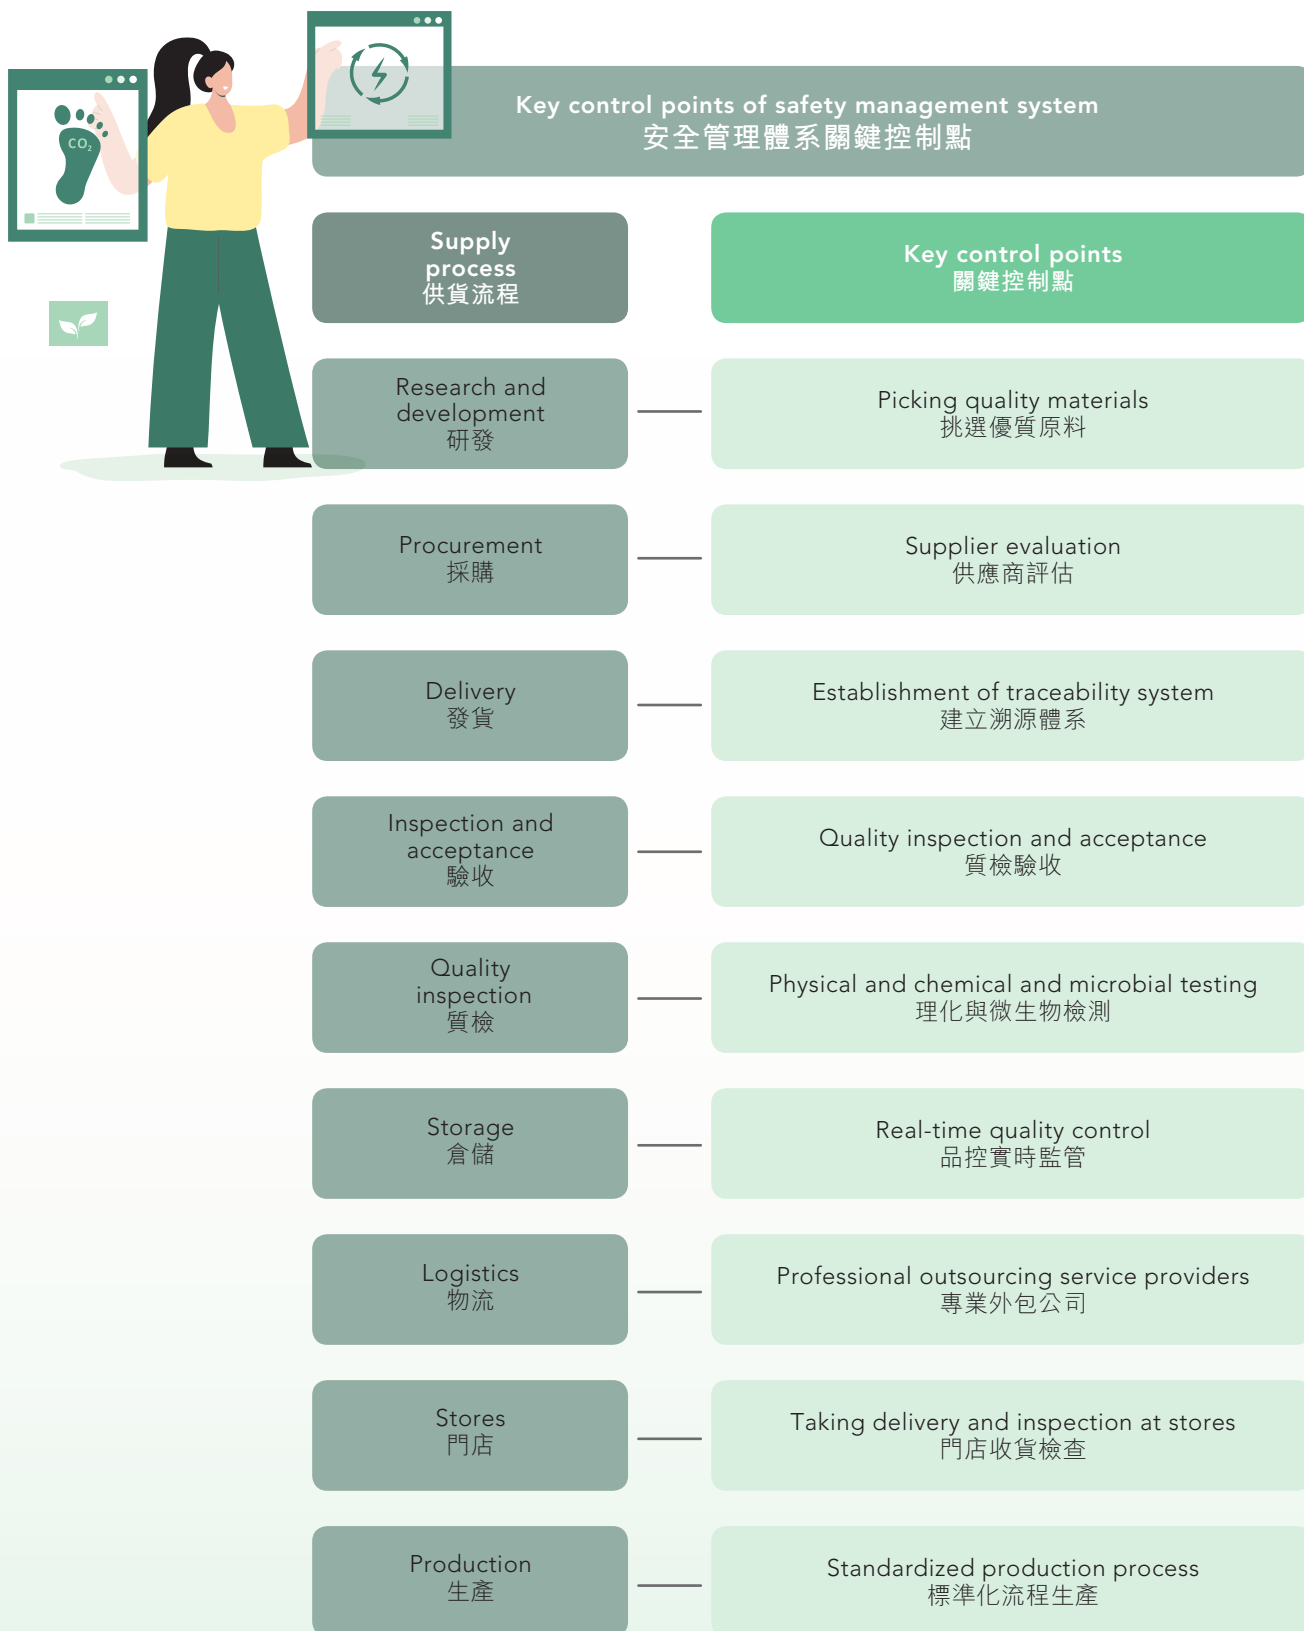 CO₂
Key control points of safety management system
安全管理體系關鍵控制點
Supply
process
供貨流程
Key control points
關鍵控制點
Research and
development
研發
Picking quality materials
挑選優質原料
Procurement
採購
Supplier evaluation
供應商評估
Delivery
發貨
Establishment of traceability system
建立溯源體系
Inspection and
acceptance
驗收
Quality inspection and acceptance
質檢驗收
Quality
inspection
質檢
Physical and chemical and microbial testing
理化與微生物檢測
Storage
倉儲
Real-time quality control
品控實時監管
Logistics
物流
Professional outsourcing service providers
專業外包公司
Stores
門店
Taking delivery and inspection at stores
門店收貨檢查
Production
生產
Standardized production process
標準化流程生產